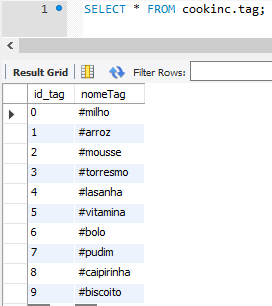 1 SELECT * FROM cookinc.tag;
Result Grid Filter Rows:
id_tag nomeTag
0 #milho
1 #arroz
2 #mousse
3 #torresmo
4 #lasanha
5 #vitamina
6 #bolo
7 #pudim
8 #caipirinha
9 #biscoito